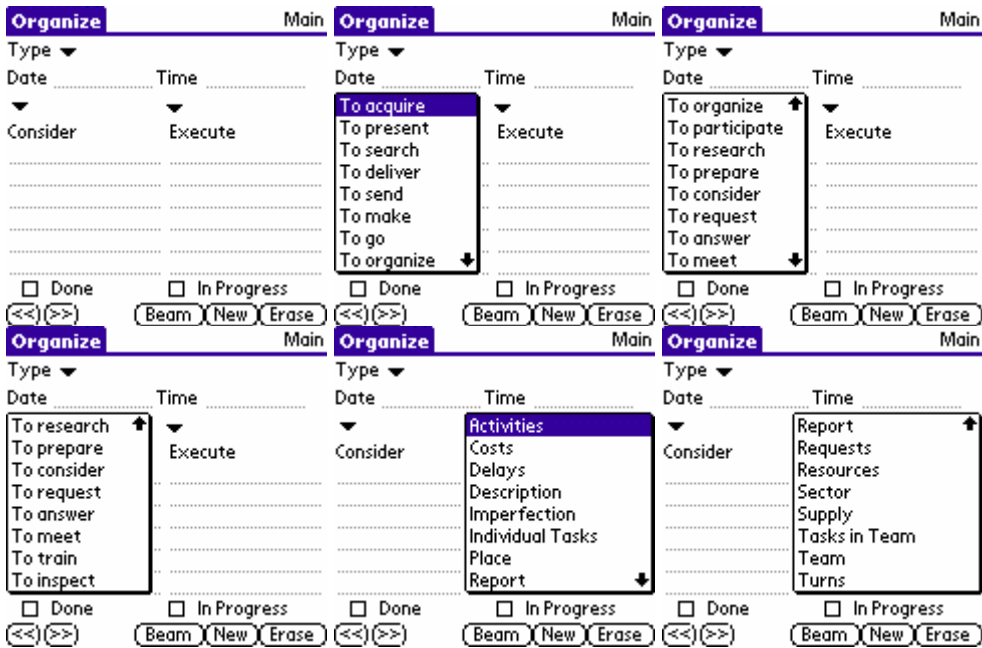 Organize Main
Type
Date Time
Consider Execute
Done In Progress
<<) (>>) Beam New Erase
Organize Main
Type
Date Time
To acquire
To present
To search
To deliver
To send
To make
To go
To organize
Execute
Done In Progress
<< >> Beam New Erase
Organize Main
Type
Date Time
To organize
To participate
To research
To prepare
To consider
To request
To answer
To meet
Execute
Done In Progress
<< >> Beam New Erase
Organize Main
Type
Date Time
To research
To prepare
To consider
To request
To answer
To meet
To train
To inspect
Execute
Done In Progress
<< >> Beam New Erase
Organize Main
Type
Date Time
Consider
Activities
Costs
Delays
Description
Imperfection
Individual Tasks
Place
Report
Done In Progress
<< >> Beam New Erase
Organize Main
Type
Date Time
Consider
Report
Requests
Resources
Sector
Supply
Tasks in Team
Team
Turns
Done In Progress
<< >> Beam New Erase